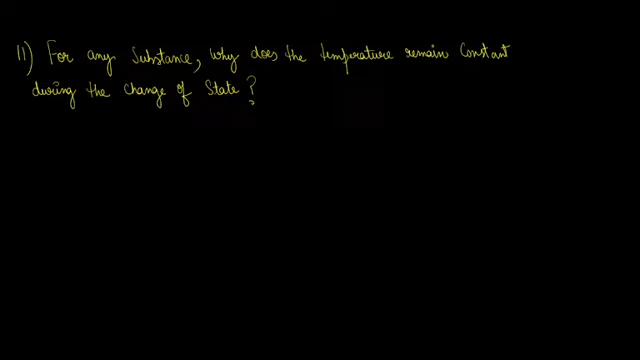 11) For any Substance, why does the temperature remain Constant
during the change of State?